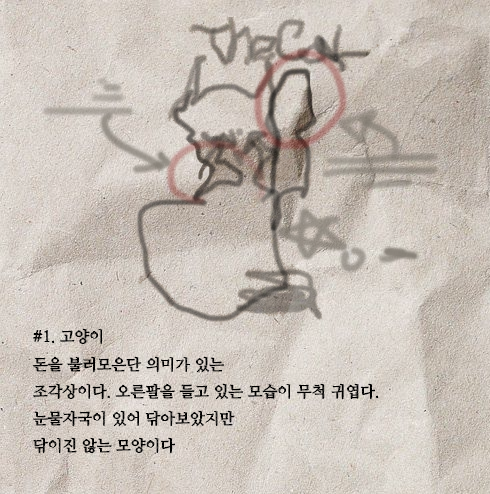 The Cat
#1. 고양이
돈을 불러모은단 의미가 있는
조각상이다. 오른팔을 들고 있는 모습이 무척 귀엽다.
눈물자국이 있어 닦아보았지만
닦이진 않는 모양이다